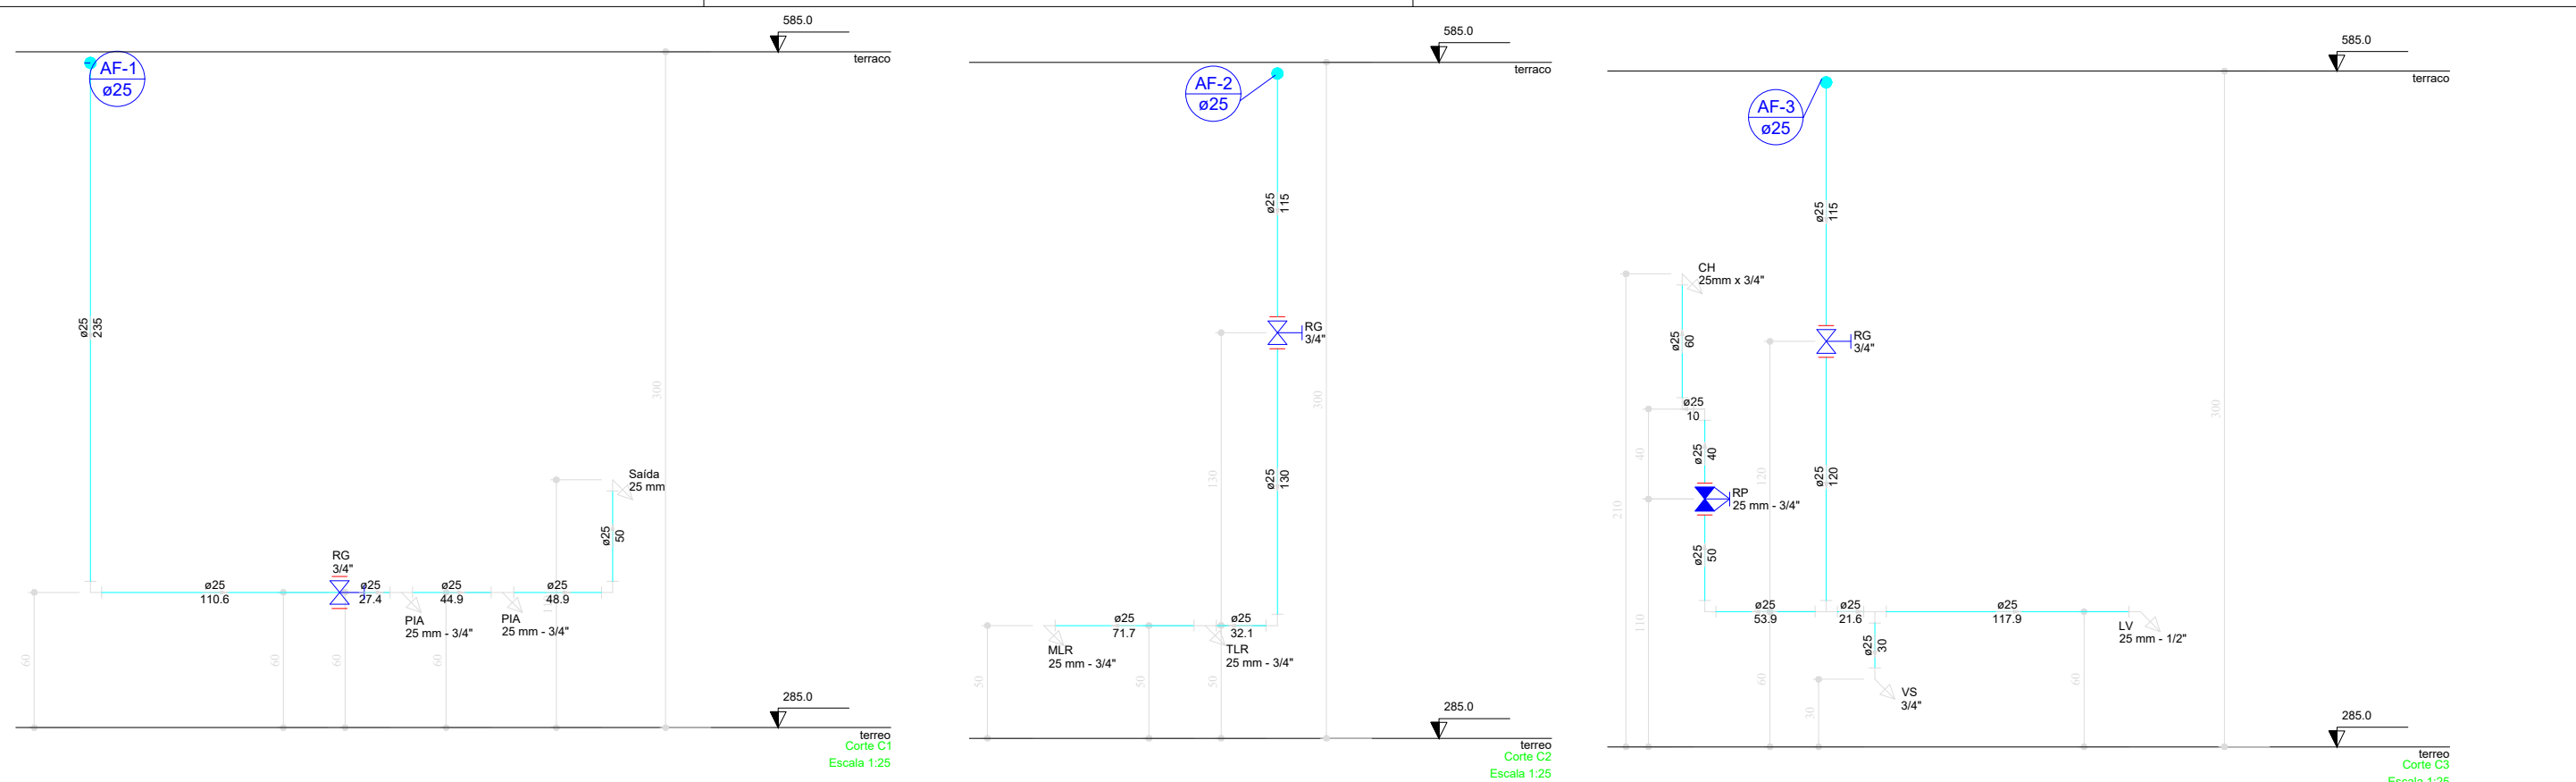 585.0
terraco
AF-1
ø25
ø25
235
300
Saída
25 mm
ø25
50
RG
3/4"
ø25
110.6
ø25
27.4
ø25
44.9
ø25
48.9
PIA
25 mm - 3/4"
PIA
25 mm - 3/4"
60
60
60
60
285.0
terreo
Corte C1
Escala 1:25
585.0
terraco
AF-2
ø25
ø25
115
RG
3/4"
300
130
ø25
130
ø25
71.7
ø25
32.1
MLR
25 mm - 3/4"
TLR
25 mm - 3/4"
50
50
50
285.0
terreo
Corte C2
Escala 1:25
585.0
terraco
AF-3
ø25
ø25
115
CH
25mm x 3/4"
RG
3/4"
ø25
60
ø25
10
300
40
ø25
40
120
ø25
120
RP
25 mm - 3/4"
210
ø25
50
ø25
53.9
ø25
21.6
ø25
117.9
110
ø25
30
LV
25 mm - 1/2"
60
60
VS
3/4"
30
285.0
terreo
Corte C3
Escala 1:25